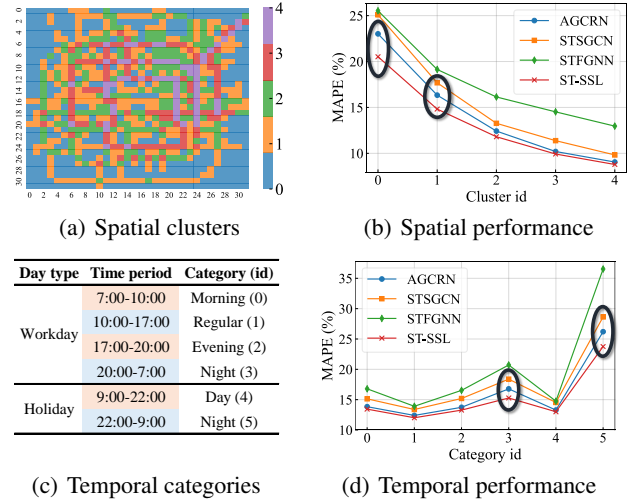 0
2
4
6
8
10
12
14
16
18
20
22
24
26
28
30
0 2 4 6 8 10 12 14 16 18 20 22 24 26 28 30
4
3
2
1
0
(a) Spatial clusters
MAPE (%)
25
20
15
10
AGCRN
STSGCN
STFGNN
ST-SSL
0 1 2 3 4
Cluster id
(b) Spatial performance
Day type Time period Category (id)
Workday
7:00-10:00 Morning (0)
10:00-17:00 Regular (1)
17:00-20:00 Evening (2)
20:00-7:00 Night (3)
Holiday
9:00-22:00 Day (4)
22:00-9:00 Night (5)
(c) Temporal categories
MAPE (%)
35
30
25
20
15
10
AGCRN
STSGCN
STFGNN
ST-SSL
0 1 2 3 4 5
Category id
(d) Temporal performance